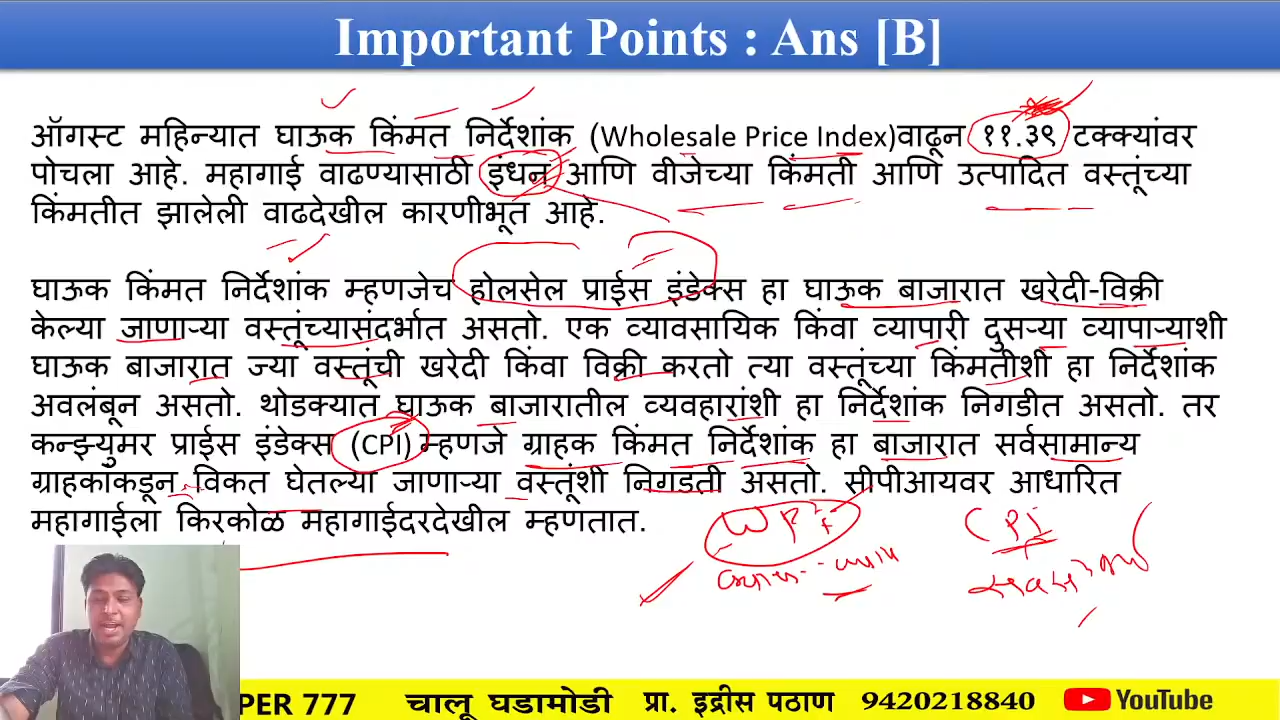 Important Points : Ans [B]
ऑगस्ट महिन्यात घाऊक किंमत निर्देशांक (Wholesale Price Index)वाढून ११.३९ टक्क्यांवर
पोचला आहे. महागाई वाढण्यासाठी इंधन आणि वीजेच्या किंमती आणि उत्पादित वस्तूंच्या
किंमतीत झालेली वाढदेखील कारणीभूत आहे.
घाऊक किंमत निर्देशांक म्हणजेच होलसेल प्राईस इंडेक्स हा घाऊक बाजारात खरेदी-विक्री
केल्या जाणाऱ्या वस्तूंच्यासंदर्भात असतो. एक व्यावसायिक किंवा व्यापारी दुसऱ्या व्यापाऱ्याशी
घाऊक बाजारात ज्या वस्तूंची खरेदी किंवा विक्री करतो त्या वस्तूंच्या किंमतीशी हा निर्देशांक
अवलंबून असतो. थोडक्यात घाऊक बाजारातील व्यवहारांशी हा निर्देशांक निगडीत असतो. तर
कन्झ्युमर प्राईस इंडेक्स (CPI) म्हणजे ग्राहक किंमत निर्देशांक हा बाजारात सर्वसामान्य
ग्राहकांकडून विकत घेतल्या जाणाऱ्या वस्तूंशी निगडती असतो. सीपीआयवर आधारित
महागाईला किरकोळ महागाईदरदेखील म्हणतात.
WPI CPI
PER 777 चालू घडामोडी प्रा. इद्रीस पठाण 9420218840 YouTube